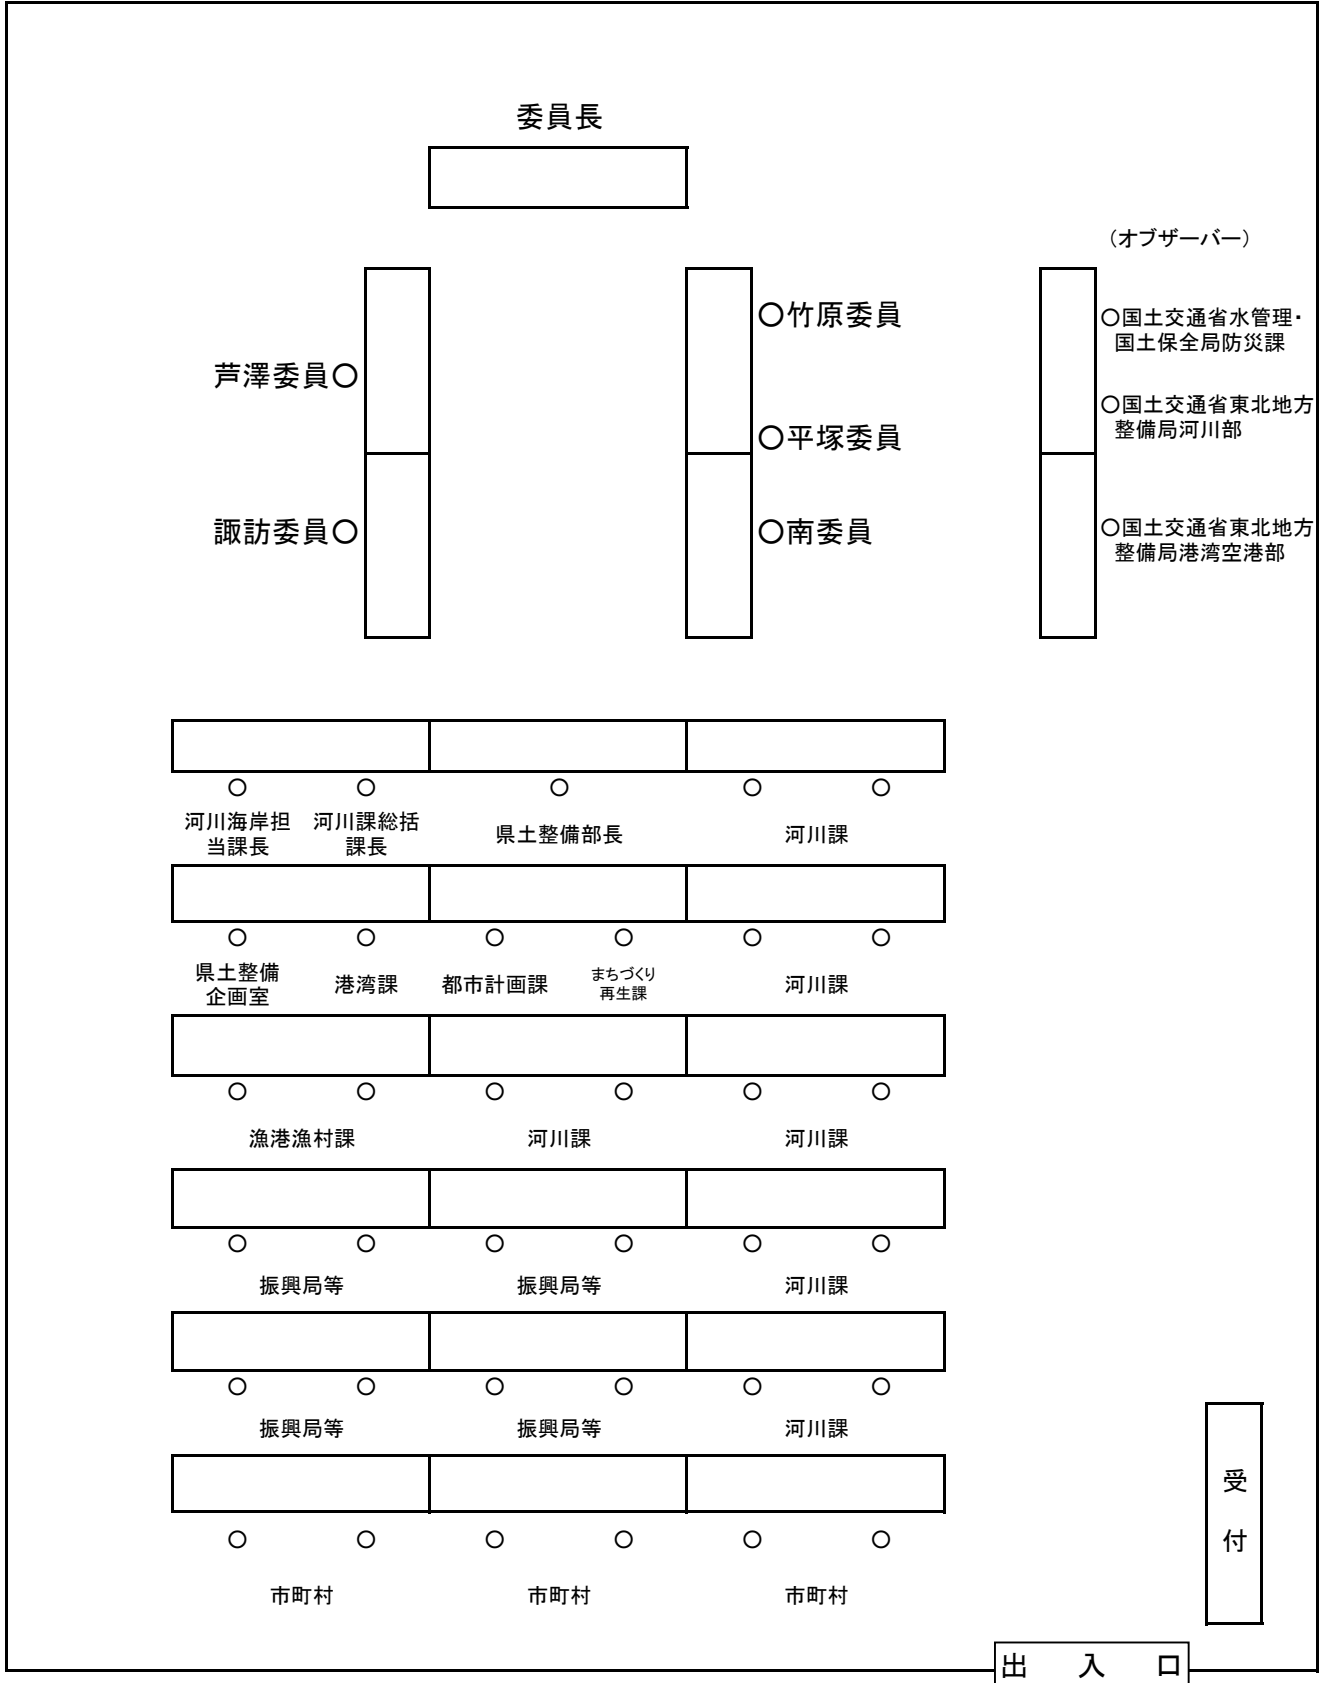 委員長
(オブザーバー)
○竹原委員
○国土交通省水管理・
国土保全局防災課
芦澤委員○
○平塚委員
○国土交通省東北地方
整備局河川部
諏訪委員○
○南委員
○国土交通省東北地方
整備局港湾空港部
○ ○ ○ ○ ○
河川海岸担
当課長
河川課総括
課長
県土整備部長
河川課
○ ○ ○ ○ ○ ○
県土整備
企画室
港湾課
都市計画課
まちづくり
再生課
河川課
○ ○ ○ ○ ○ ○
漁港漁村課
河川課
河川課
○ ○ ○ ○ ○ ○
振興局等
振興局等
河川課
○ ○ ○ ○ ○ ○
振興局等
振興局等
河川課
○ ○ ○ ○ ○ ○
市町村
市町村
市町村
受付
出 入 口